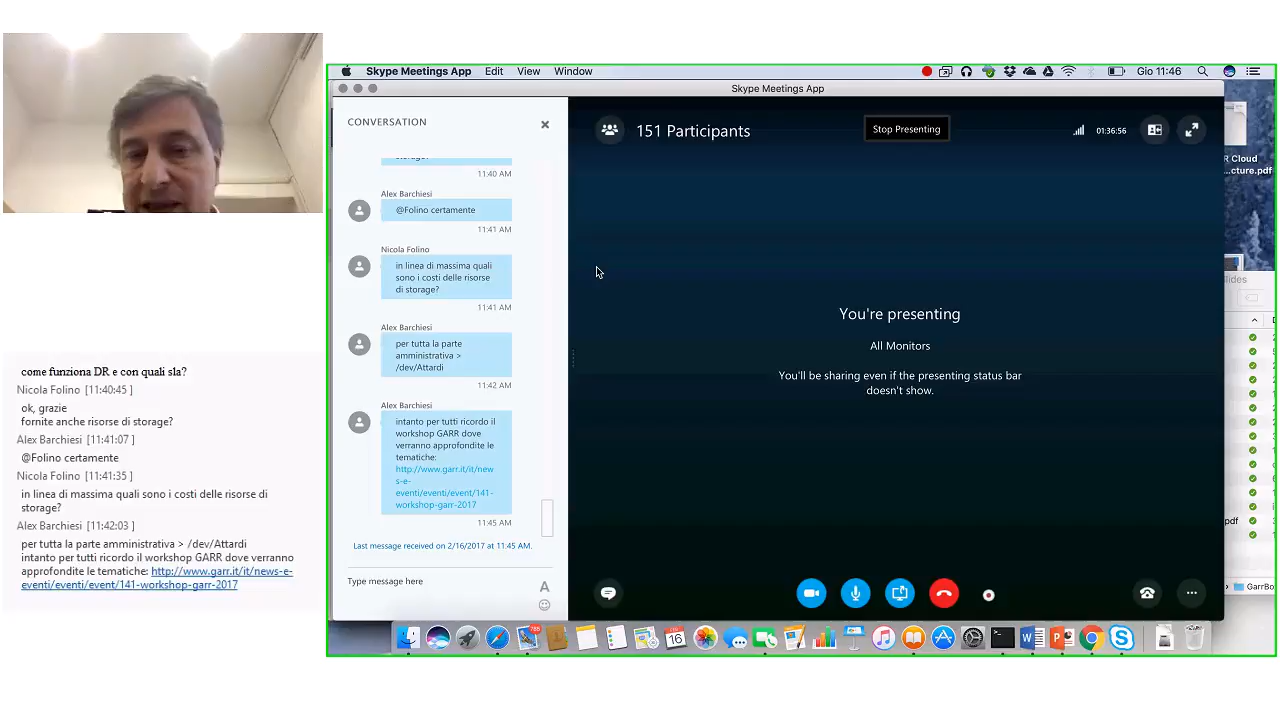 Skype Meetings App Edit View Window
Gio 11:46
Skype Meetings App
CONVERSATION
storage?
11:40 AM
Alex Barchiesi
@Folino certamente
11:41 AM
Nicola Folino
in linea di massima quali
sono i costi delle risorse
di storage?
11:41 AM
Alex Barchiesi
per tutta la parte
amministrativa >
/dev/Attardi
11:42 AM
Alex Barchiesi
intanto per tutti ricordo il
workshop GARR dove
verranno approfondite le
tematiche:
http://www.garr.it/it/new
s-e-
eventi/eventi/event/141-
workshop-garr-2017
11:45 AM
Last message received on 2/16/2017 at 11:45 AM.
Type message here
A
151 Participants
Stop Presenting
01:36:56
You're presenting
All Monitors
You'll be sharing even if the presenting status bar
doesn't show.
R Cloud
...cture.pdf
lides
pdf
GarrBo
16
come funziona DR e con quali sla?
Nicola Folino [11:40:45 ]
ok, grazie
fornite anche risorse di storage?
Alex Barchiesi [11:41:07 ]
@Folino certamente
Nicola Folino [11:41:35 ]
in linea di massima quali sono i costi delle risorse di
storage?
Alex Barchiesi [11:42:03 ]
per tutta la parte amministrativa > /dev/Attardi
intanto per tutti ricordo il workshop GARR dove verranno
approfondite le tematiche: http://www.garr.it/it/news-e-
eventi/eventi/event/141-workshop-garr-2017